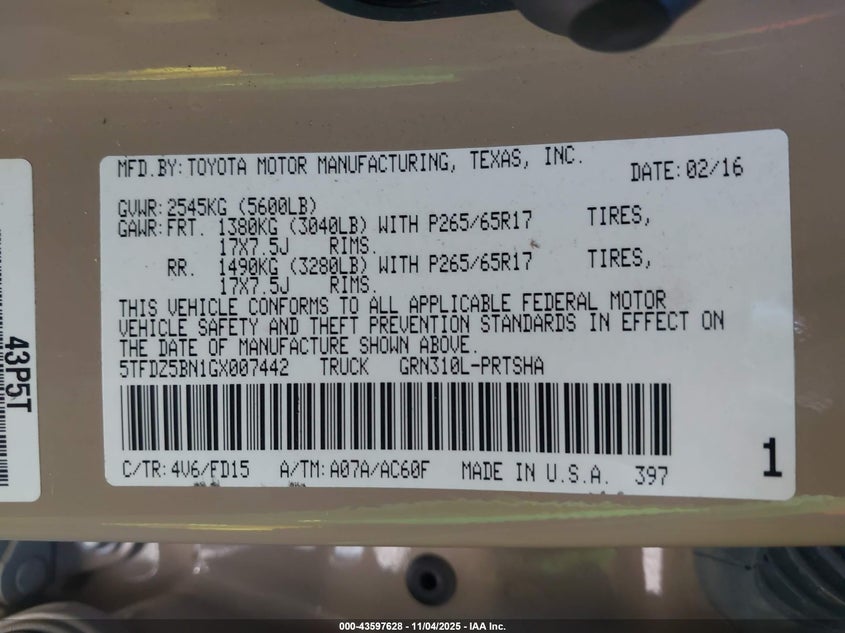 MFD.BY:TOYOTA MOTOR MANUFACTURING, TEXAS, INC. DATE:02/16
GVWR:2545KG (5600LB)
GAWR:FRT. 1380KG (3040LB) WITH P265/65R17 TIRES,
17X7.5J RIMS.
RR. 1490KG (3280LB) WITH P265/65R17 TIRES,
17X7.5J RIMS.
THIS VEHICLE CONFORMS TO ALL APPLICABLE FEDERAL MOTOR
VEHICLE SAFETY AND THEFT PREVENTION STANDARDS IN EFFECT ON
THE DATE OF MANUFACTURE SHOWN ABOVE.
5TFDZ5BN1GX007442 TRUCK GRN310L-PRTSHA
C/TR:4V6/FD15 A/TM:A07A/AC60F MADE IN U.S.A. 397
1
43P5T
000-43597628 - 11/04/2025 - IAA Inc.